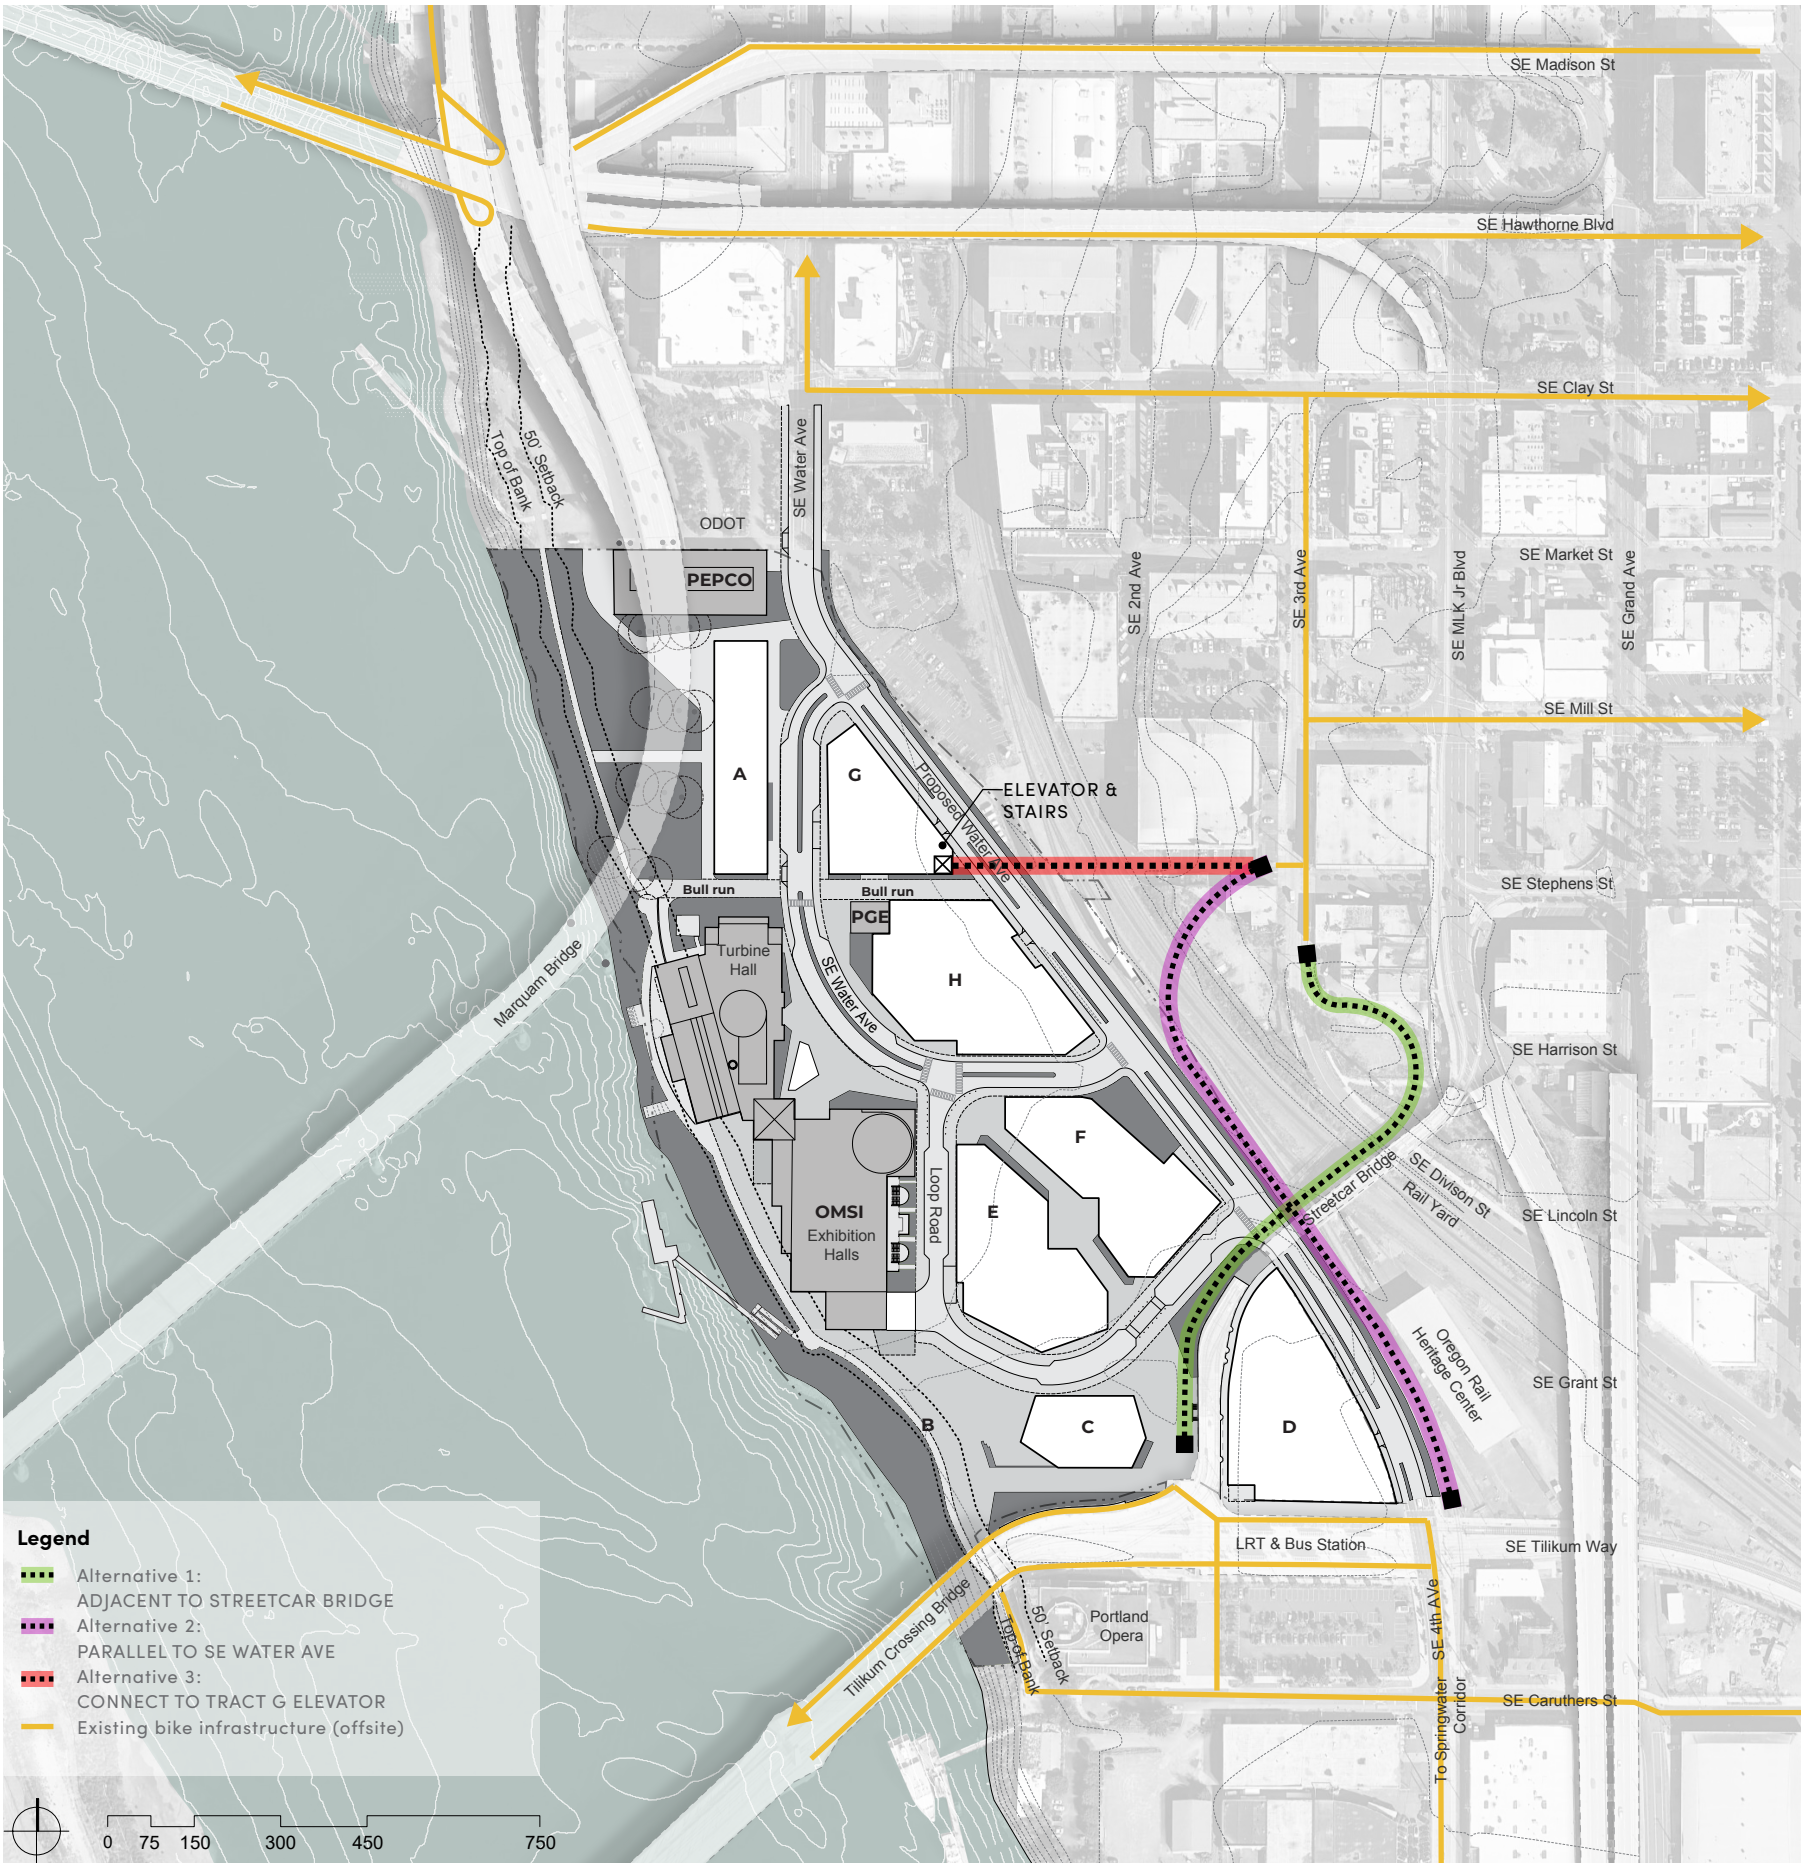 SE Madison St
SE Hawthorne Blvd
SE Clay St
Top of Bank
50' Setback
SE Water Ave
ODOT
PEPCO
SE 2nd Ave
SE 3rd Ave
SE MLK Jr Blvd
SE Market St
SE Grand Ave
SE Mill St
A
G
Proposed Water Ave
ELEVATOR &
STAIRS
Bull run
Bull run
SE Stephens St
PGE
Turbine
Hall
SE Water Ave
H
Marquam Bridge
SE Harrison St
F
Loop Road
OMSI
Exhibition
Halls
E
Streetcar Bridge
SE Divison St
Rail Yard
SE Lincoln St
Oregon Rail
Heritage Center
SE Grant St
B
C
D
LRT & Bus Station
SE Tilikum Way
Tilikum Crossing Bridge
Top of Bank
50' Setback
Portland
Opera
SE 4th AVe
To Springwater
Corridor
SE Caruthers St
Legend
Alternative 1:
ADJACENT TO STREETCAR BRIDGE
Alternative 2:
PARALLEL TO SE WATER AVE
Alternative 3:
CONNECT TO TRACT G ELEVATOR
Existing bike infrastructure (offsite)
0 75 150 300 450 750